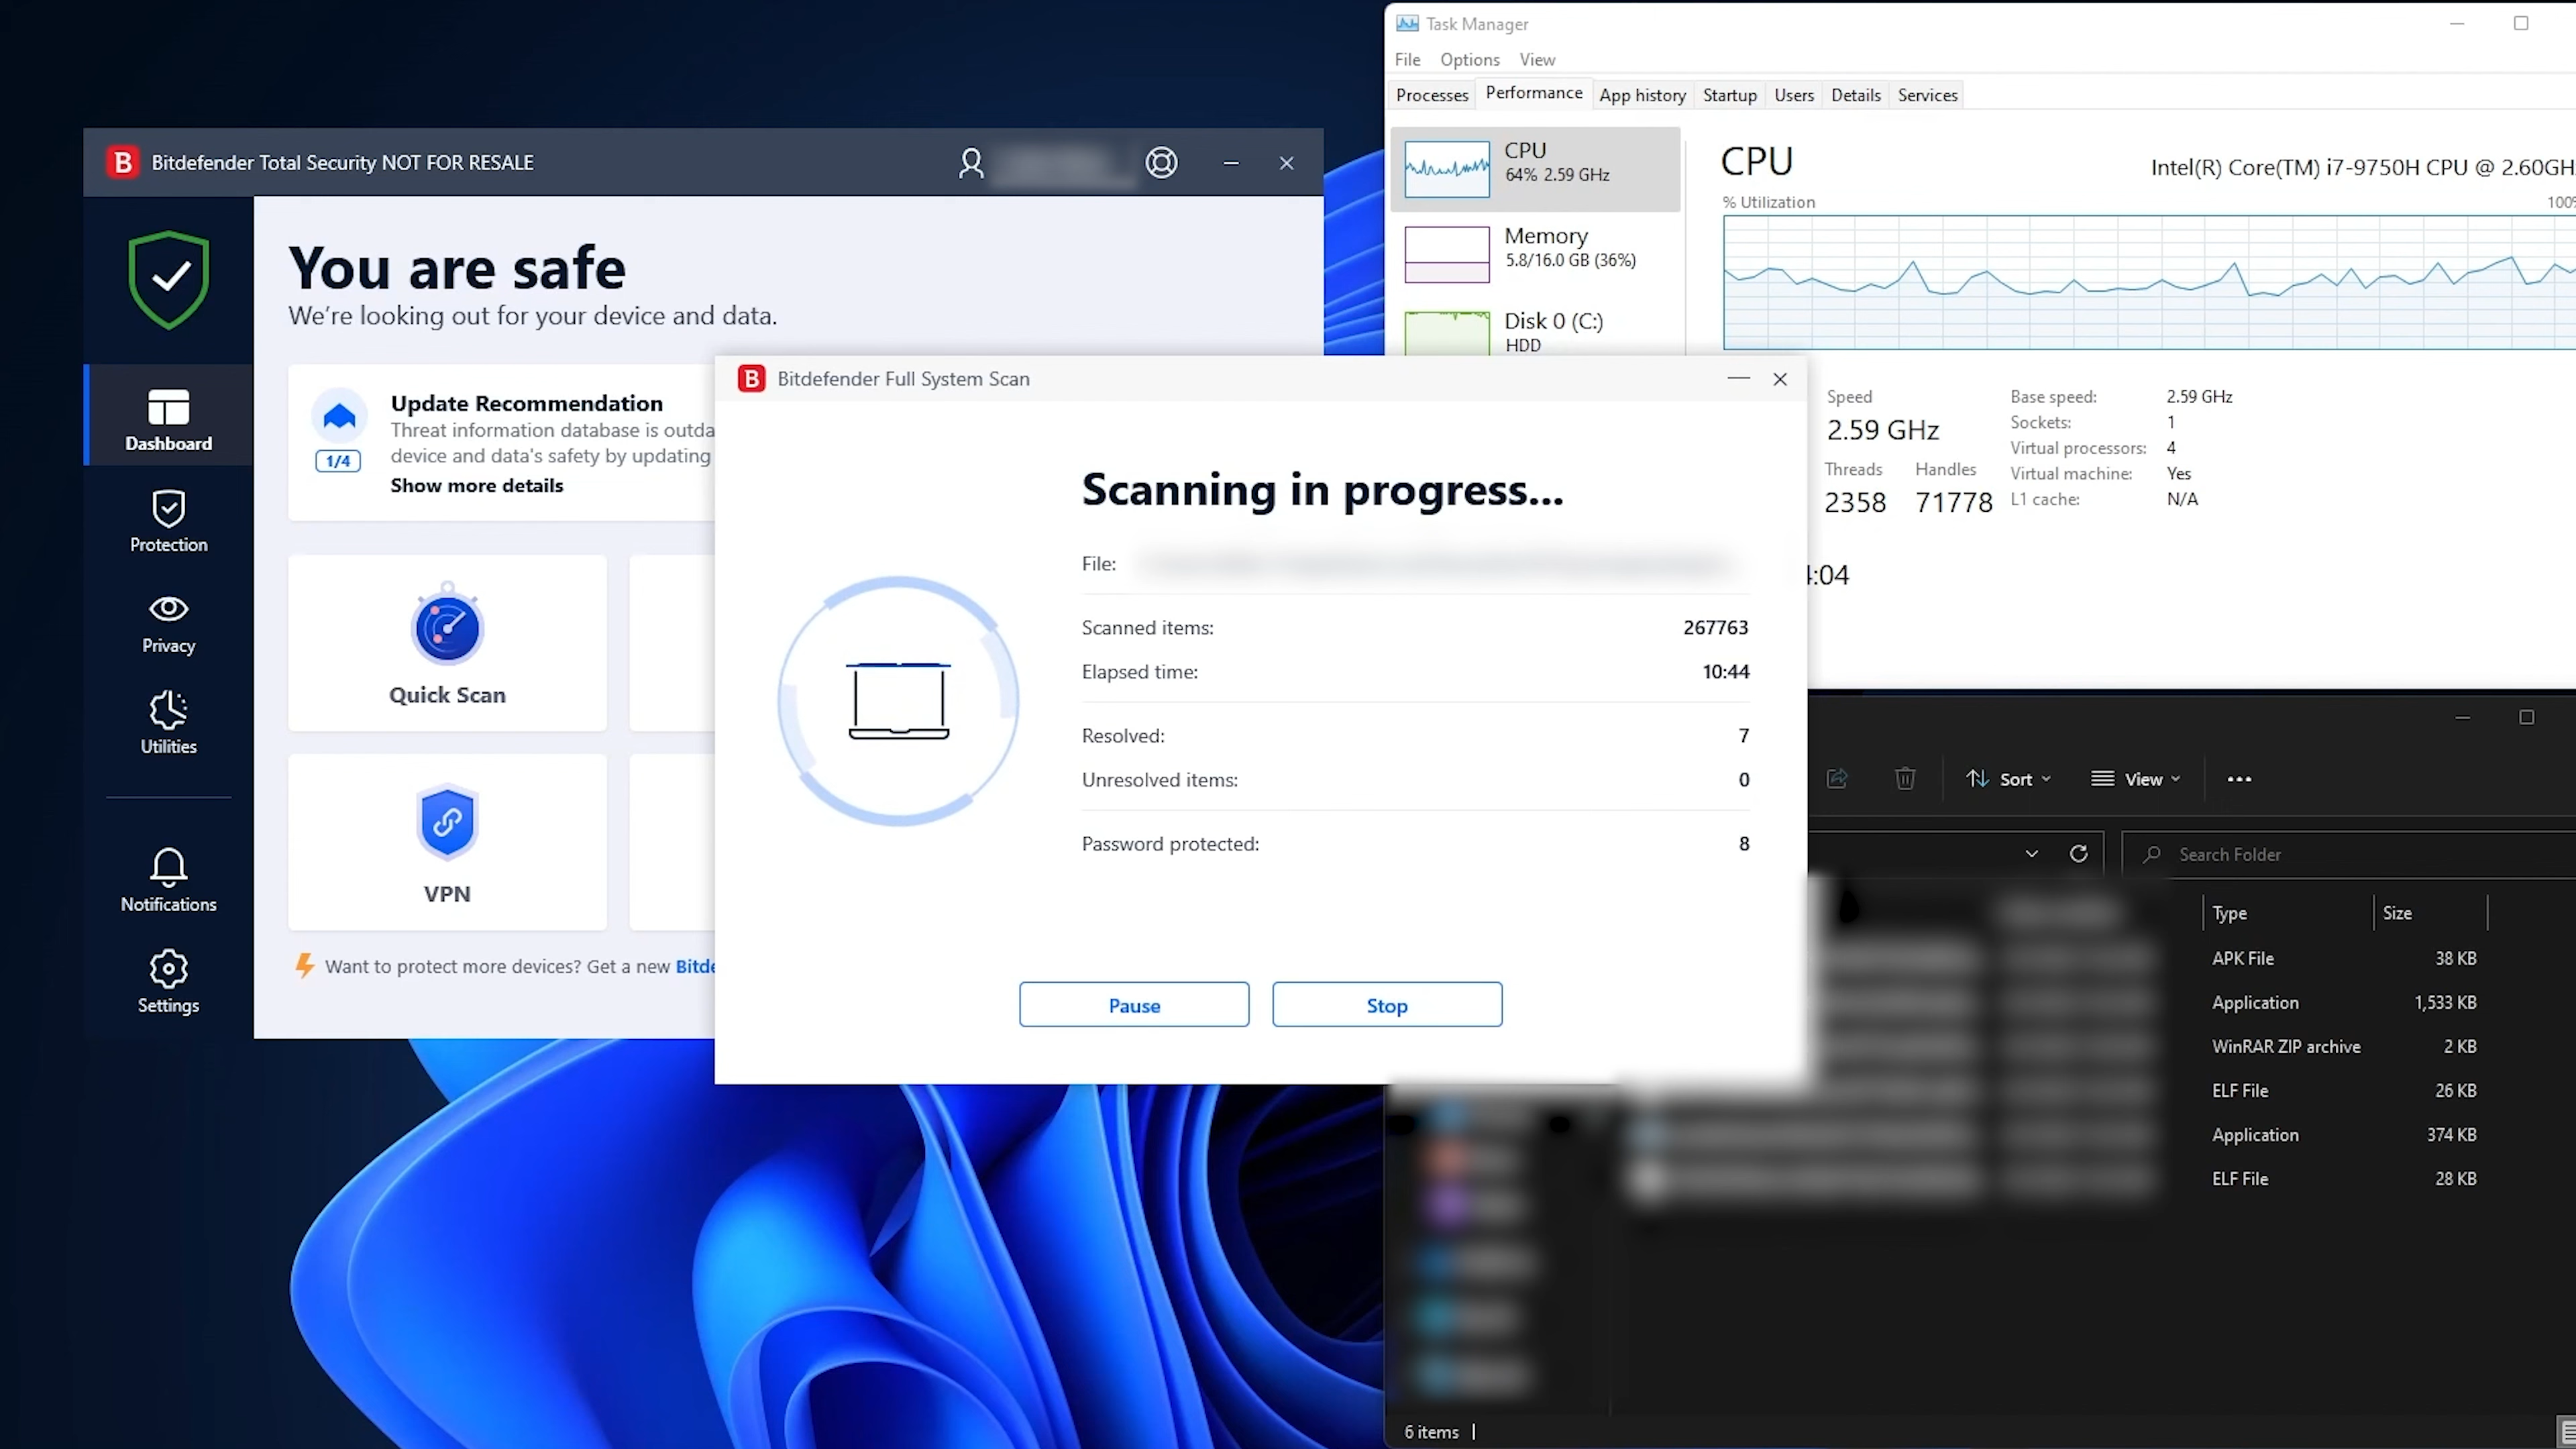 Bitdefender Total Security NOT FOR RESALE
You are safe
We're looking out for your device and data.
Dashboard
Protection
Privacy
Utilities
Notifications
Settings
Update Recommendation
Threat information database is outda
device and data's safety by updating
Show more details
1/4
Quick Scan
VPN
Want to protect more devices? Get a new Bitde
Bitdefender Full System Scan
Scanning in progress...
File:
Scanned items: 267763
Elapsed time: 10:44
Resolved: 7
Unresolved items: 0
Password protected: 8
Pause Stop
Task Manager
File Options View
Processes Performance App history Startup Users Details Services
CPU
64% 2.59 GHz
Memory
5.8/16.0 GB (36%)
Disk 0 (C:)
HDD
CPU Intel(R) Core(TM) i7-9750H CPU @ 2.60GH
% Utilization 100%
Speed
2.59 GHz
Threads Handles
2358 71778
Base speed: 2.59 GHz
Sockets: 1
Virtual processors: 4
Virtual machine: Yes
L1 cache: N/A
4:04
Sort View
Search Folder
Type Size
APK File 38 KB
Application 1,533 KB
WinRAR ZIP archive 2 KB
ELF File 26 KB
Application 374 KB
ELF File 28 KB
6 items